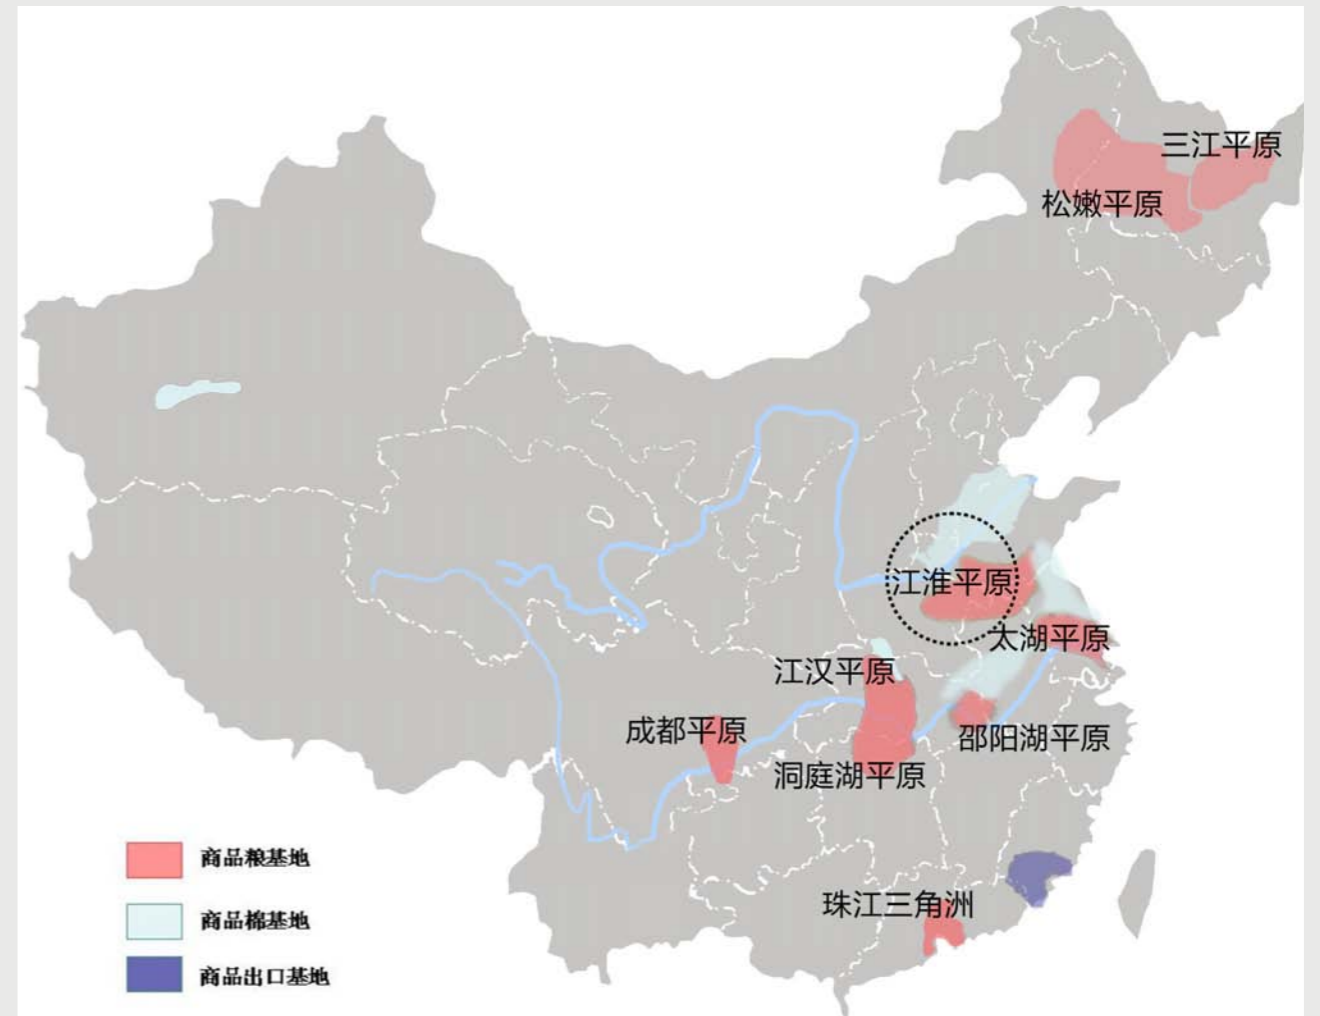 三江平原
松嫩平原
江淮平原
太湖平原
江汉平原
成都平原
邵阳湖平原
洞庭湖平原
珠江三角洲
商品粮基地
商品棉基地
商品出口基地